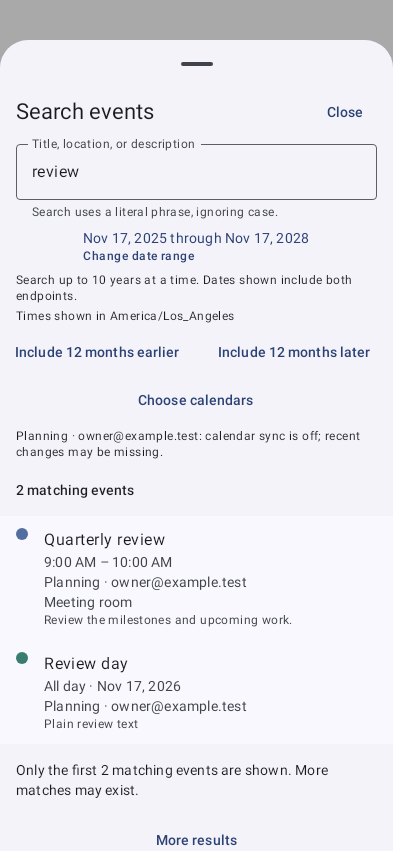 Search events
Close
Title, location, or description
review
Search uses a literal phrase, ignoring case.
Nov 17, 2025 through Nov 17, 2028
Change date range
Search up to 10 years at a time. Dates shown include both
endpoints.
Times shown in America/Los_Angeles
Include 12 months earlier
Include 12 months later
Choose calendars
Planning · owner@example.test: calendar sync is off; recent
changes may be missing.
2 matching events
Quarterly review
9:00 AM – 10:00 AM
Planning · owner@example.test
Meeting room
Review the milestones and upcoming work.
Review day
All day · Nov 17, 2026
Planning · owner@example.test
Plain review text
Only the first 2 matching events are shown. More
matches may exist.
More results